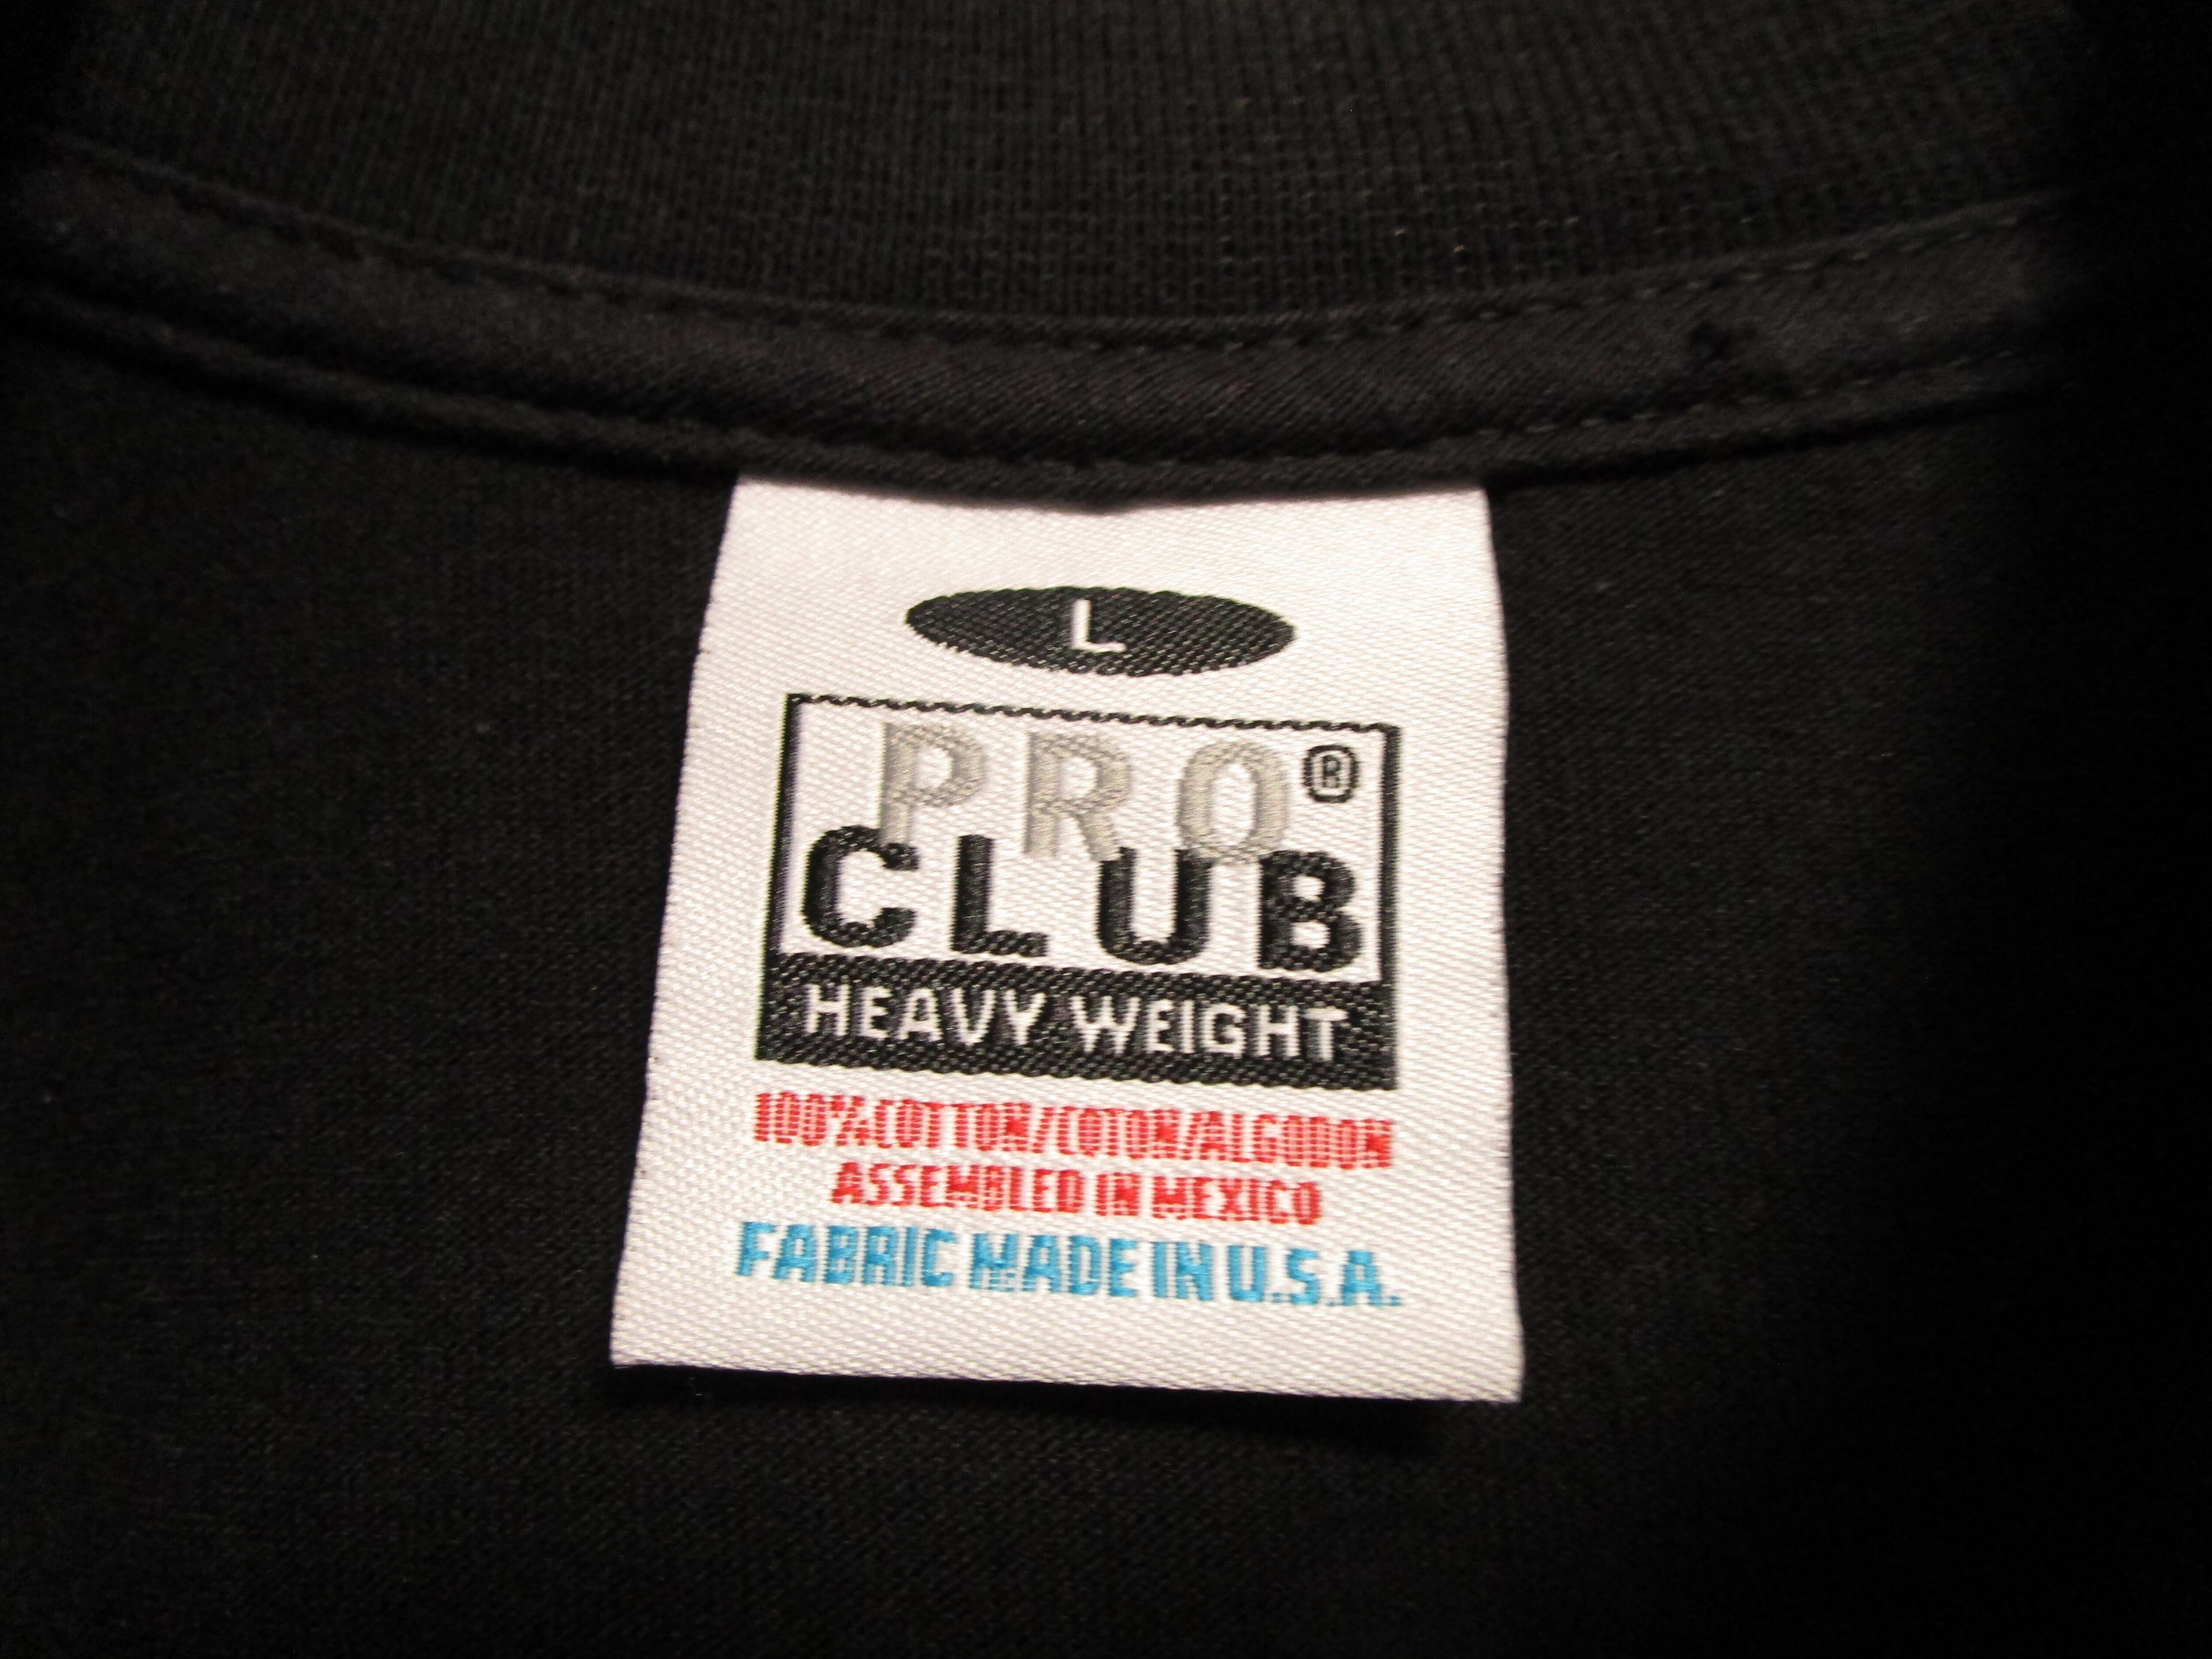 L
PRO®
CLUB
HEAVY WEIGHT
100%COTTON/COTON/ALGODON
ASSEMBLED IN MEXICO
FABRIC MADE IN U.S.A.